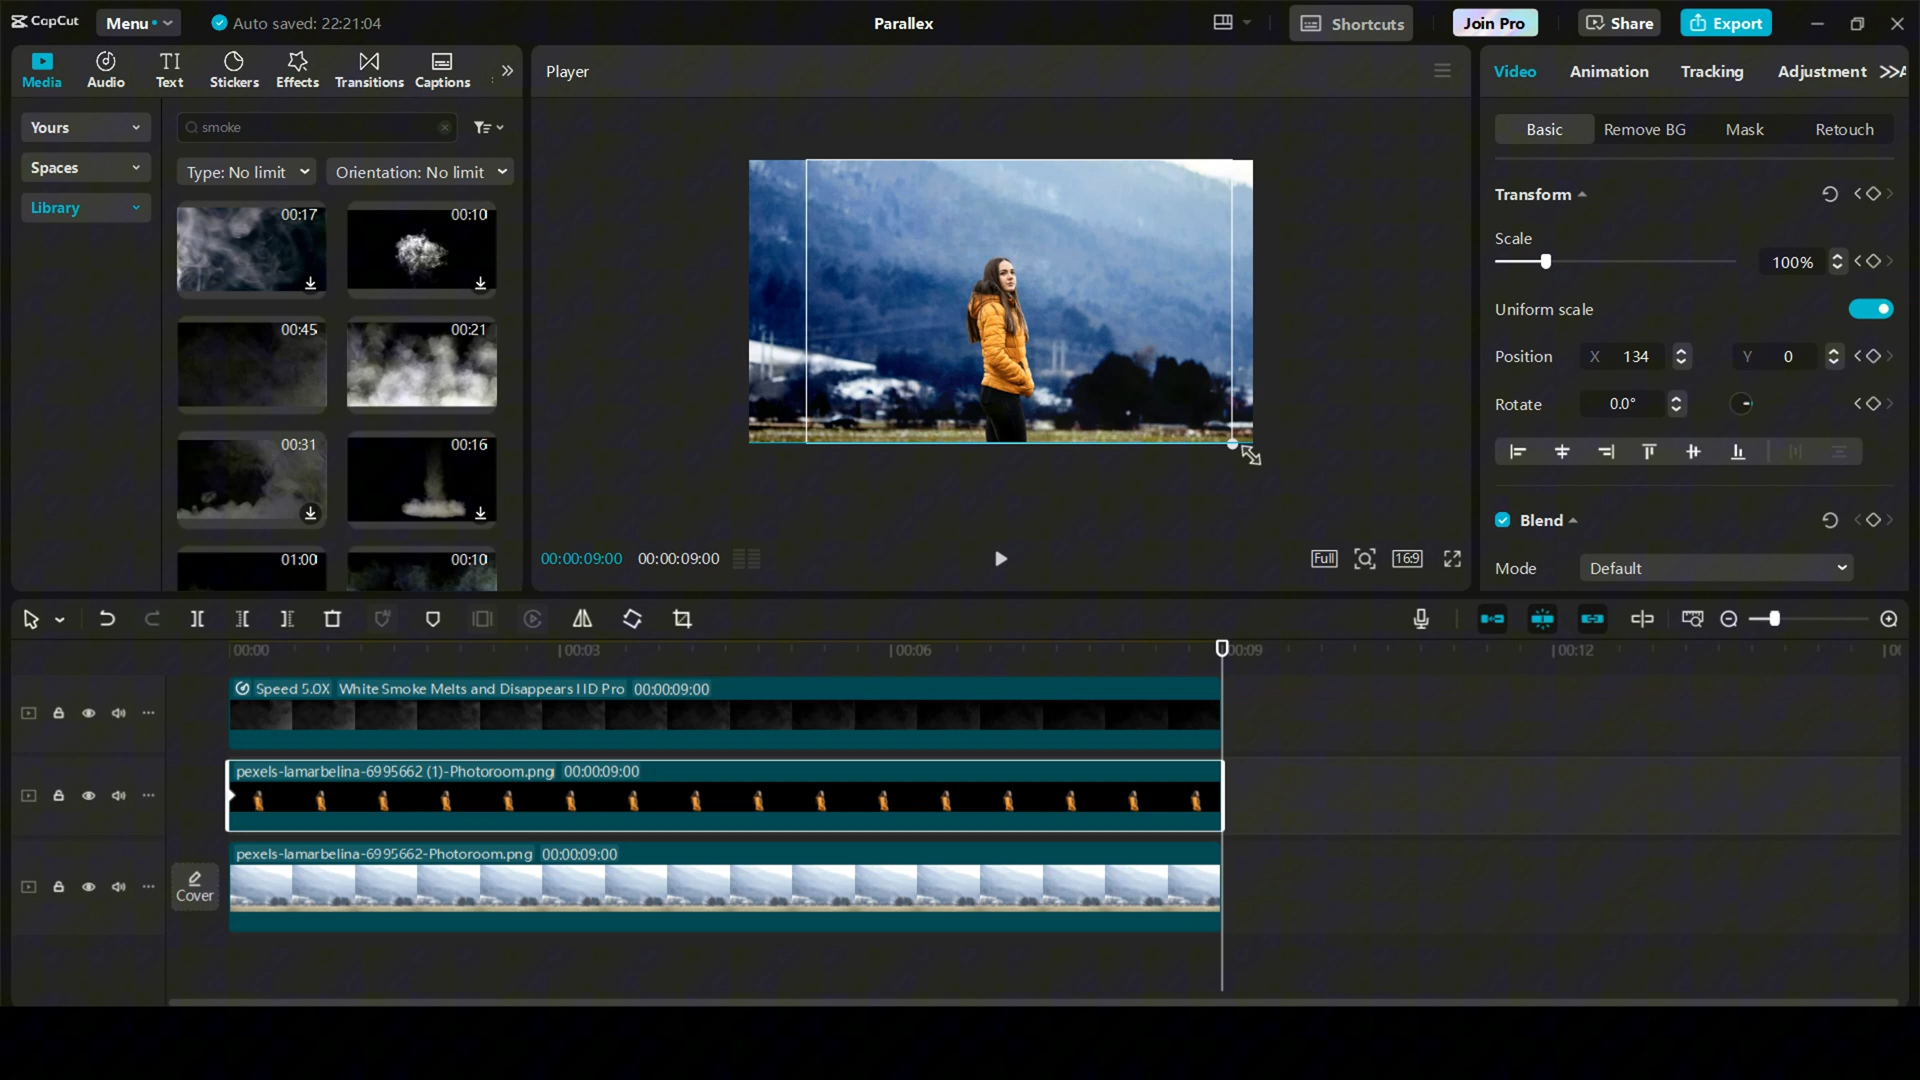 CapCut Menu Auto saved: 22:21:04 Parallex Shortcuts Join Pro Share Export
Media Audio Text Stickers Effects Transitions Captions
Yours
Spaces
Library
smoke
Type: No limit Orientation: No limit
00:17 00:10
00:45 00:21
00:31 00:16
01:00 00:10
Player
00:00:09:00 00:00:09:00
Full 16:9
Video Animation Tracking Adjustment
Basic Remove BG Mask Retouch
Transform
Scale
100%
Uniform scale
Position X 134 Y 0
Rotate 0.0°
Blend
Mode Default
00:00 00:03 00:06 00:09 00:12
Speed 5.0X White Smoke Melts and Disappears I ID Pro 00:00:09:00
pexels-lamarbelina-6995662 (1)-Photoroom.png 00:00:09:00
pexels-lamarbelina-6995662-Photoroom.png 00:00:09:00
Cover